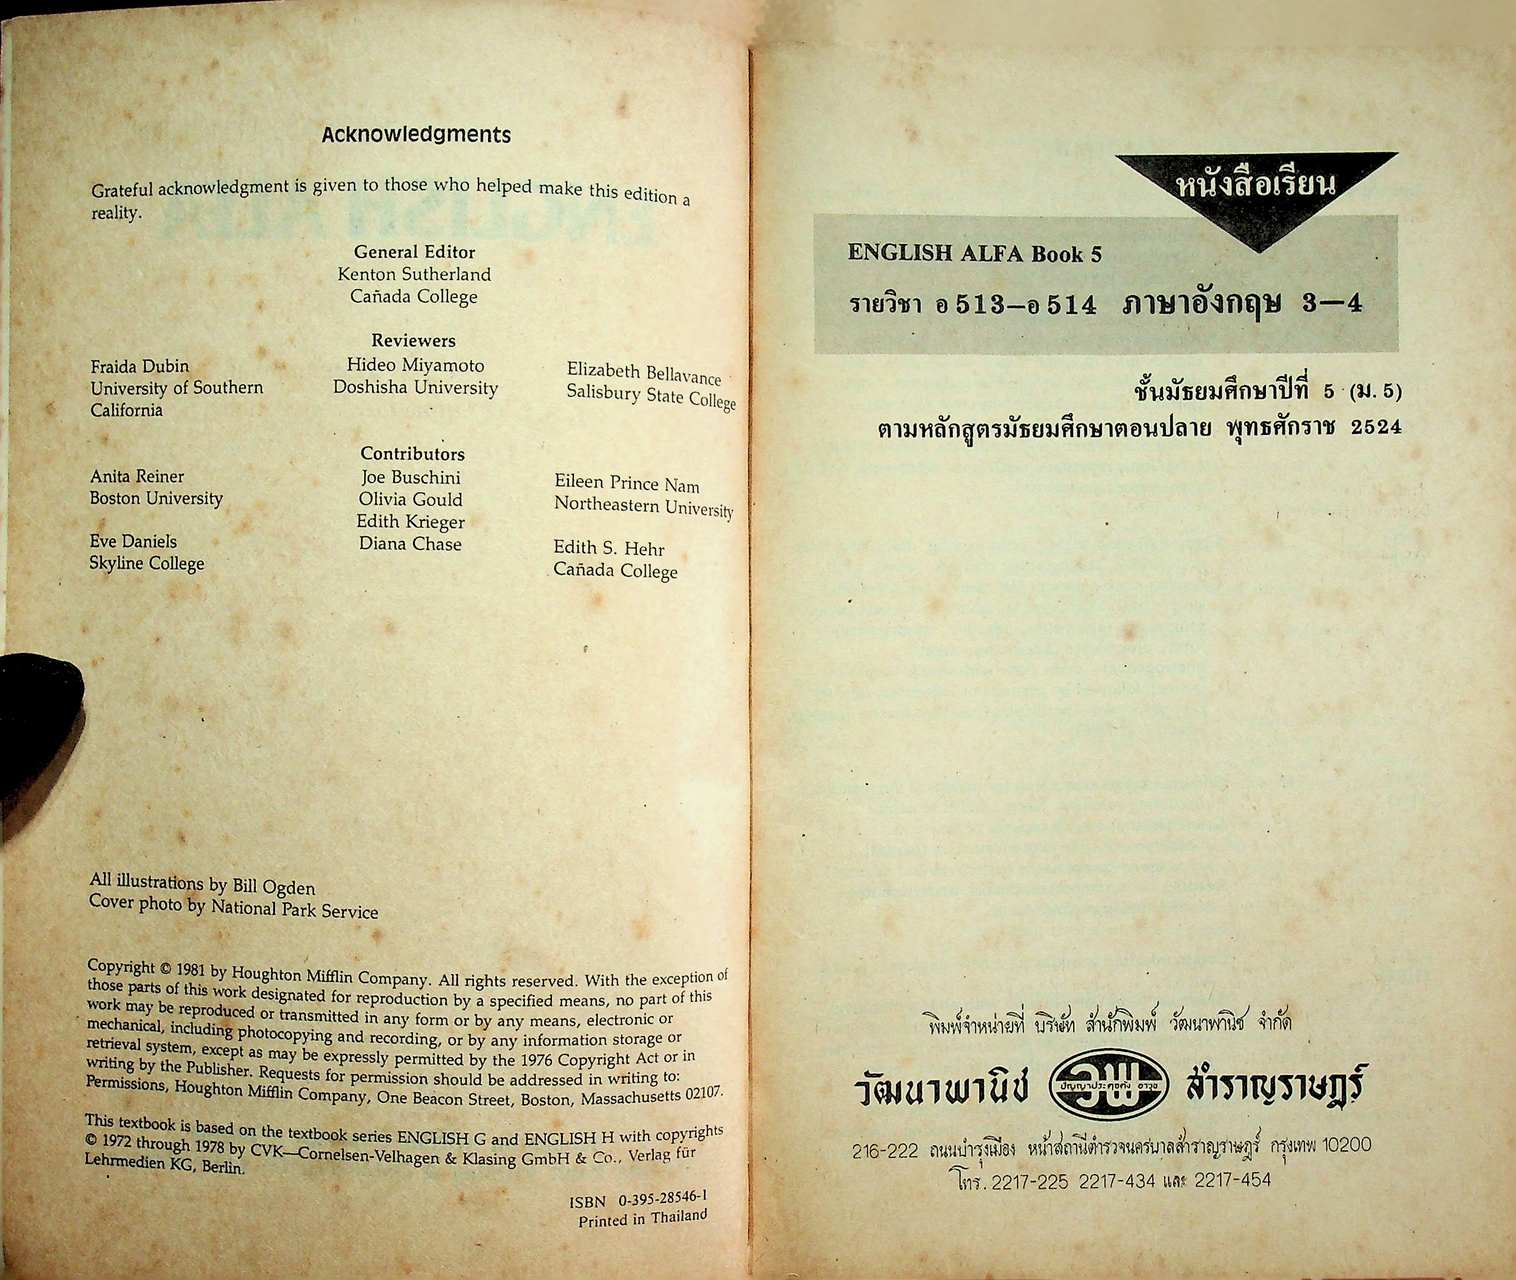 Acknowledgments
Grateful acknowledgment is given to those who helped make this edition a
reality.
General Editor
Kenton Sutherland
Cañada College
Reviewers
Fraida Dubin
University of Southern
California
Hideo Miyamoto
Doshisha University
Elizabeth Bellavance
Salisbury State College
Contributors
Anita Reiner
Boston University
Eve Daniels
Skyline College
Joe Buschini
Olivia Gould
Edith Krieger
Diana Chase
Eileen Prince Nam
Northeastern University
Edith S. Hehr
Cañada College
All illustrations by Bill Ogden
Cover photo by National Park Service
Copyright © 1981 by Houghton Mifflin Company. All rights reserved. With the exception of
those parts of this work designated for reproduction by a specified means, no part of this
work may be reproduced or transmitted in any form or by any means, electronic or
mechanical, including photocopying and recording, or by any information storage or
retrieval system, except as may be expressly permitted by the 1976 Copyright Act or in
writing by the Publisher. Requests for permission should be addressed in writing to:
Permissions, Houghton Mifflin Company, One Beacon Street, Boston, Massachusetts 02107.
This textbook is based on the textbook series ENGLISH G and ENGLISH H with copyrights
© 1972 through 1978 by CVK—Cornelsen-Velhagen & Klasing GmbH & Co., Verlag für
Lehrmedien KG, Berlin.
ISBN 0-395-28546-1
Printed in Thailand
หนังสือเรียน
ENGLISH ALFA Book 5
รายวิชา อ 513—อ 514 ภาษาอังกฤษ 3—4
ชั้นมัธยมศึกษาปีที่ 5 (ม. 5)
ตามหลักสูตรมัธยมศึกษาตอนปลาย พุทธศักราช 2524
พิมพ์จำหน่ายที่ บริษัท สำนักพิมพ์ วัฒนาพานิช จำกัด
วัฒนาพานิช วพ ปัญญาประดุจดัง อาวุธ สำราญราษฎร์
216-222 ถนนบำรุงเมือง หน้าสถานีตำรวจนครบาลสำราญราษฎร์ กรุงเทพ 10200
โทร. 2217-225 2217-434 และ 2217-454